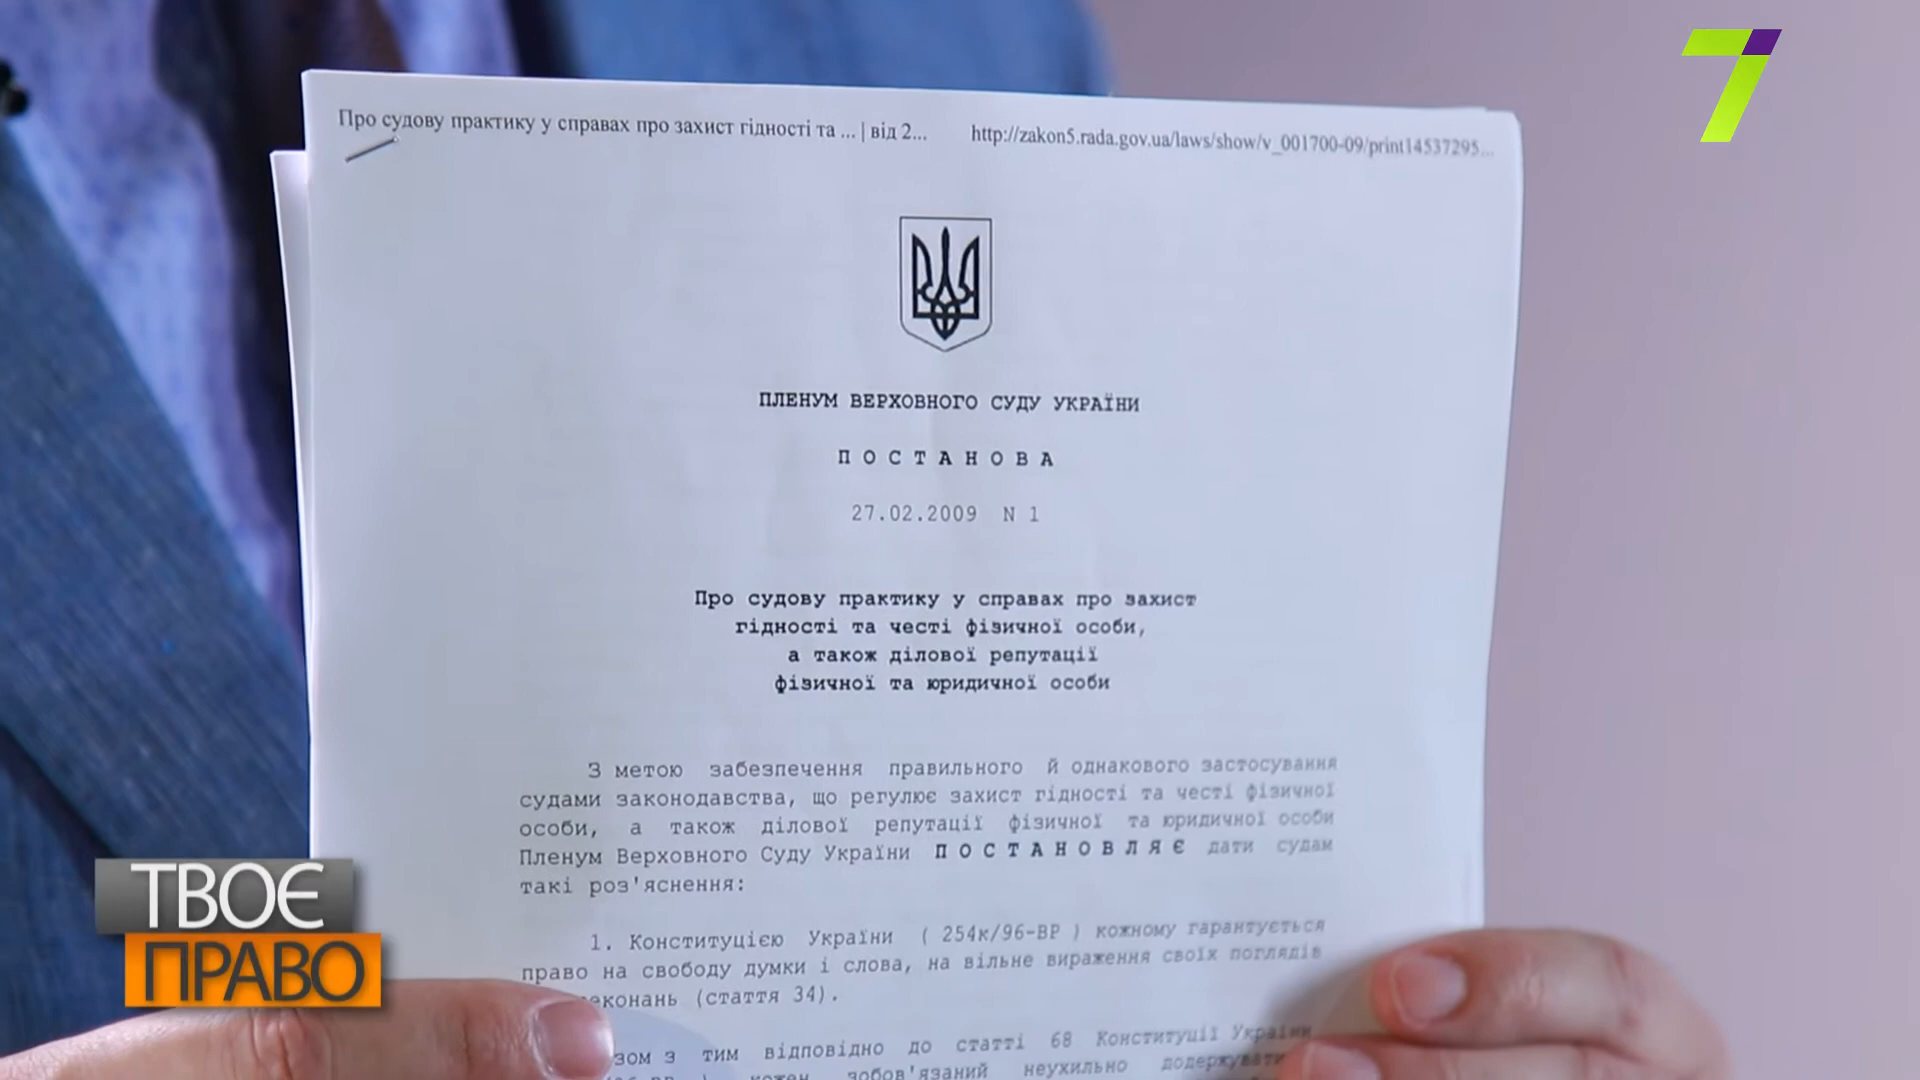 Про судову практику у справах про захист гідності та ... | від 2... http://zakon5.rada.gov.ua/laws/show/v_001700-09/print14537295...
7
ПЛЕНУМ ВЕРХОВНОГО СУДУ УКРАЇНИ
П О С Т А Н О В А
27.02.2009 N 1
Про судову практику у справах про захист
гідності та честі фізичної особи,
а також ділової репутації
фізичної та юридичної особи
З метою забезпечення правильного й однакового застосування
судами законодавства, що регулює захист гідності та честі фізичної
особи, а також ділової репутації фізичної та юридичної особи
Пленум Верховного Суду України П О С Т А Н О В Л Я Є дати судам
такі роз'яснення:
1. Конституцією України ( 254к/96-ВР ) кожному гарантується
право на свободу думки і слова, на вільне вираження своїх поглядів
еконань (стаття 34).
зом з тим відповідно до статті 68 Конституції України
кожен зобов'язаний неухильно додержувати
ТВОЄ
ПРАВО